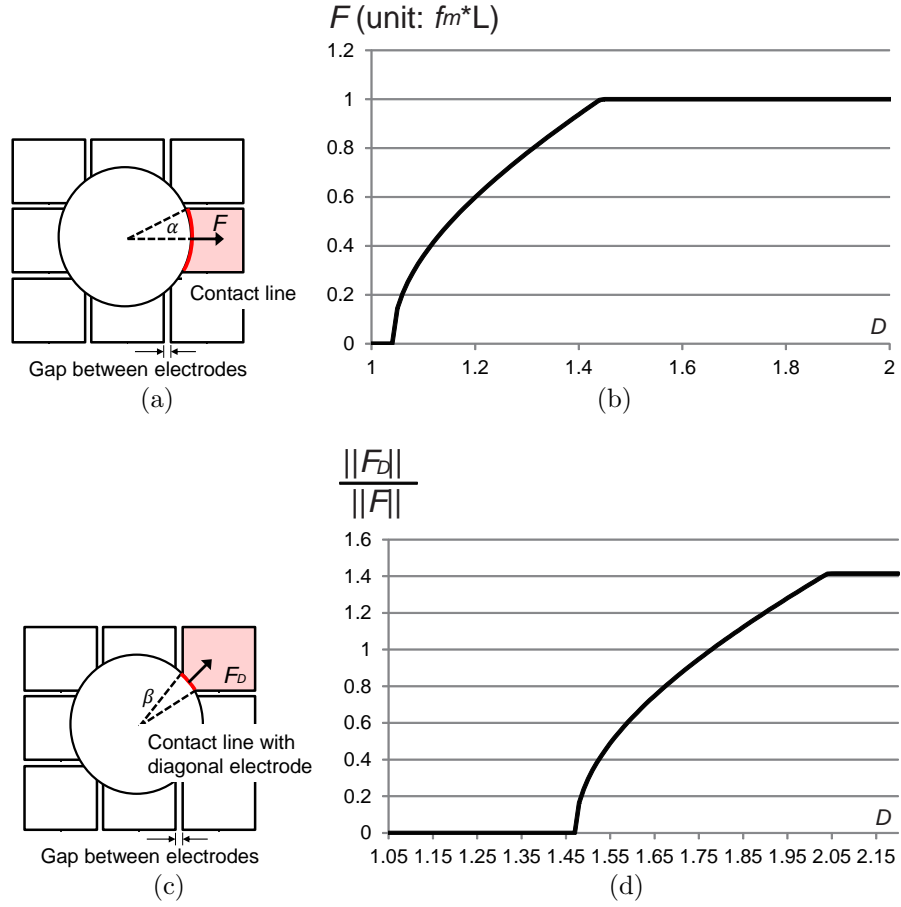 F (unit: fm*L)
1.2
1
0.8
0.6
0.4
0.2
0
1
1.2
1.4
1.6
1.8
2
D
α
F
Contact line
Gap between electrodes
(a)
(b)
||FD||
||F||
1.6
1.4
1.2
1
0.8
0.6
0.4
0.2
0
1.05 1.15 1.25 1.35 1.45 1.55 1.65 1.75 1.85 1.95 2.05 2.15
D
β
FD
Contact line with
diagonal electrode
Gap between electrodes
(c)
(d)